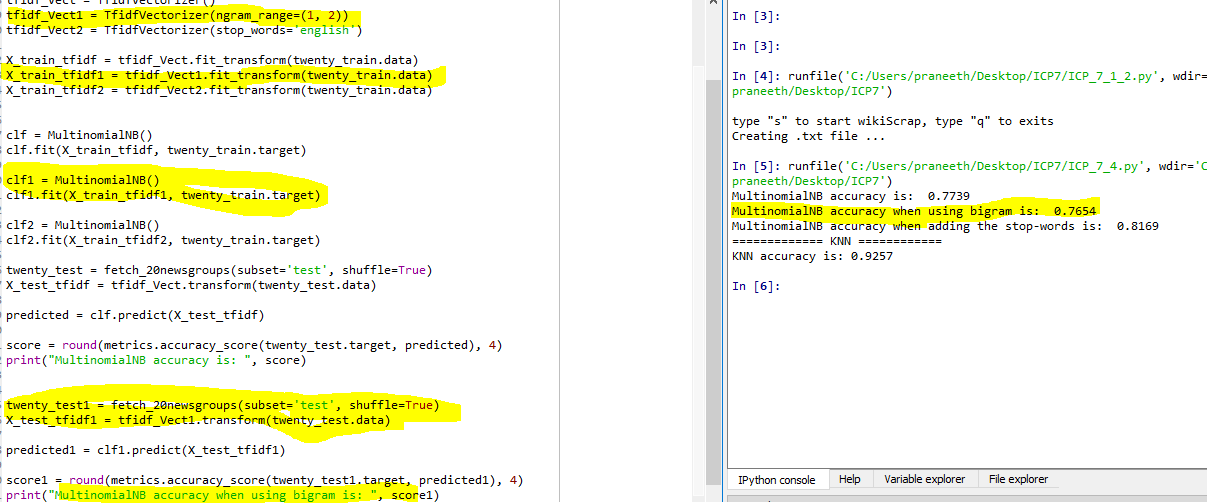 tfidf_Vect = TfidfVectorizer()
tfidf_Vect1 = TfidfVectorizer(ngram_range=(1, 2))
tfidf_Vect2 = TfidfVectorizer(stop_words='english')
X_train_tfidf = tfidf_Vect.fit_transform(twenty_train.data)
X_train_tfidf1 = tfidf_Vect1.fit_transform(twenty_train.data)
X_train_tfidf2 = tfidf_Vect2.fit_transform(twenty_train.data)
clf = MultinomialNB()
clf.fit(X_train_tfidf, twenty_train.target)
clf1 = MultinomialNB()
clf1.fit(X_train_tfidf1, twenty_train.target)
clf2 = MultinomialNB()
clf2.fit(X_train_tfidf2, twenty_train.target)
twenty_test = fetch_20newsgroups(subset='test', shuffle=True)
X_test_tfidf = tfidf_Vect.transform(twenty_test.data)
predicted = clf.predict(X_test_tfidf)
score = round(metrics.accuracy_score(twenty_test.target, predicted), 4)
print("MultinomialNB accuracy is: ", score)
twenty_test1 = fetch_20newsgroups(subset='test', shuffle=True)
X_test_tfidf1 = tfidf_Vect1.transform(twenty_test.data)
predicted1 = clf1.predict(X_test_tfidf1)
score1 = round(metrics.accuracy_score(twenty_test1.target, predicted1), 4)
print("MultinomialNB accuracy when using bigram is: ", score1)
In [3]:
In [3]:
In [4]: runfile('C:/Users/praneeth/Desktop/ICP7/ICP_7_1_2.py', wdir=
praneeth/Desktop/ICP7')
type "s" to start wikiScrap, type "q" to exits
Creating .txt file ...
In [5]: runfile('C:/Users/praneeth/Desktop/ICP7/ICP_7_4.py', wdir='C
praneeth/Desktop/ICP7')
MultinomialNB accuracy is:  0.7739
MultinomialNB accuracy when using bigram is:  0.7654
MultinomialNB accuracy when adding the stop-words is:  0.8169
============= KNN ============
KNN accuracy is: 0.9257
In [6]:
IPython console
Help
Variable explorer
File explorer